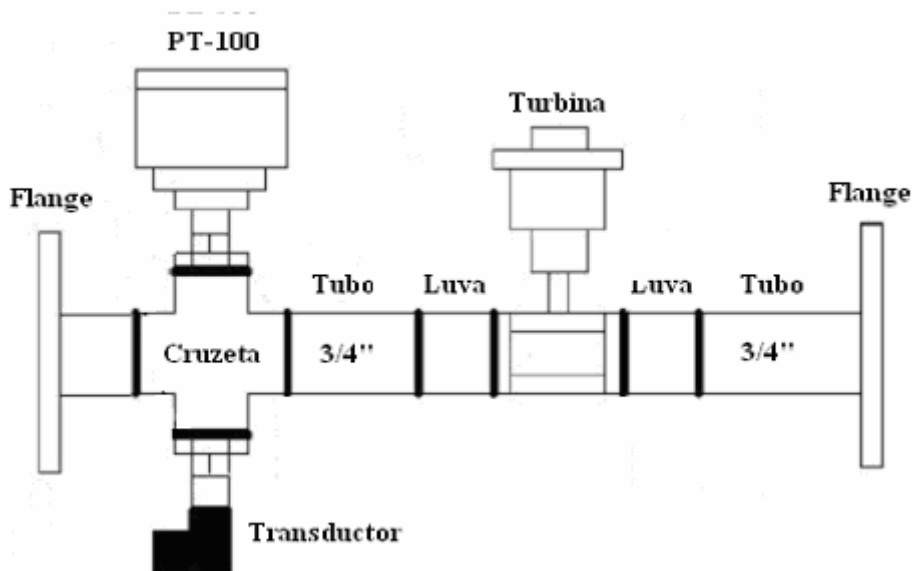 PT-100
Turbina
Flange
Flange
Tubo
Luva
Luva
Tubo
Cruzeta
3/4"
3/4"
Transductor